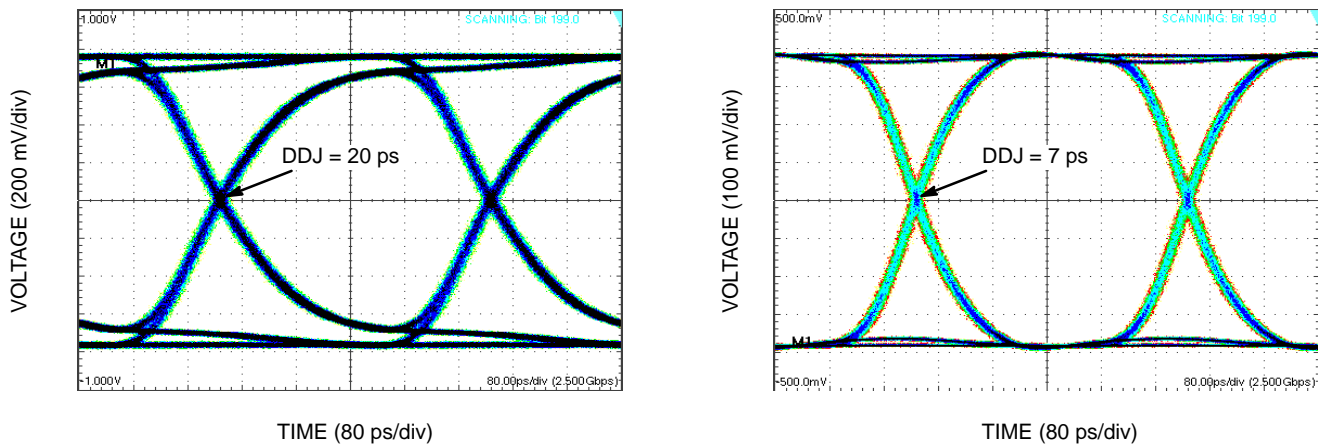 1.000V
SCANNING: Bit 199.0
M1
VOLTAGE (200 mV/div)
DDJ = 20 ps
-1.000V
80.00ps/div (2.500Gbps)
TIME (80 ps/div)
500.0mV
SCANNING: Bit 199.0
VOLTAGE (100 mV/div)
DDJ = 7 ps
M1
-500.0mV
80.00ps/div (2.500Gbps)
TIME (80 ps/div)